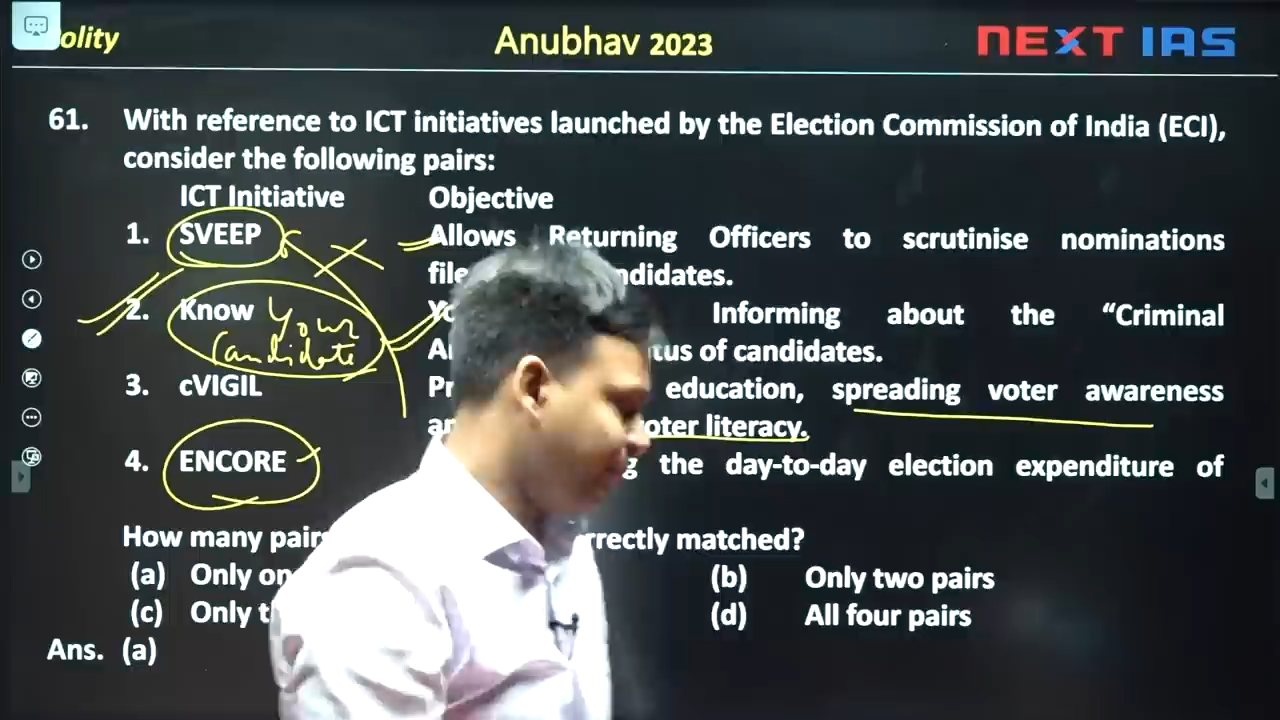 olity
Anubhav 2023
NEXT IAS
61. With reference to ICT initiatives launched by the Election Commission of India (ECI),
consider the following pairs:
ICT Initiative Objective
1. SVEEP Allows Returning Officers to scrutinise nominations
file ndidates.
2. Know Your Informing about the “Criminal
Candidate tus of candidates.
3. cVIGIL education, spreading voter awareness
voter literacy.
4. ENCORE the day-to-day election expenditure of
How many pairs rrectly matched?
(a) Only on (b) Only two pairs
(c) Only t (d) All four pairs
Ans. (a)